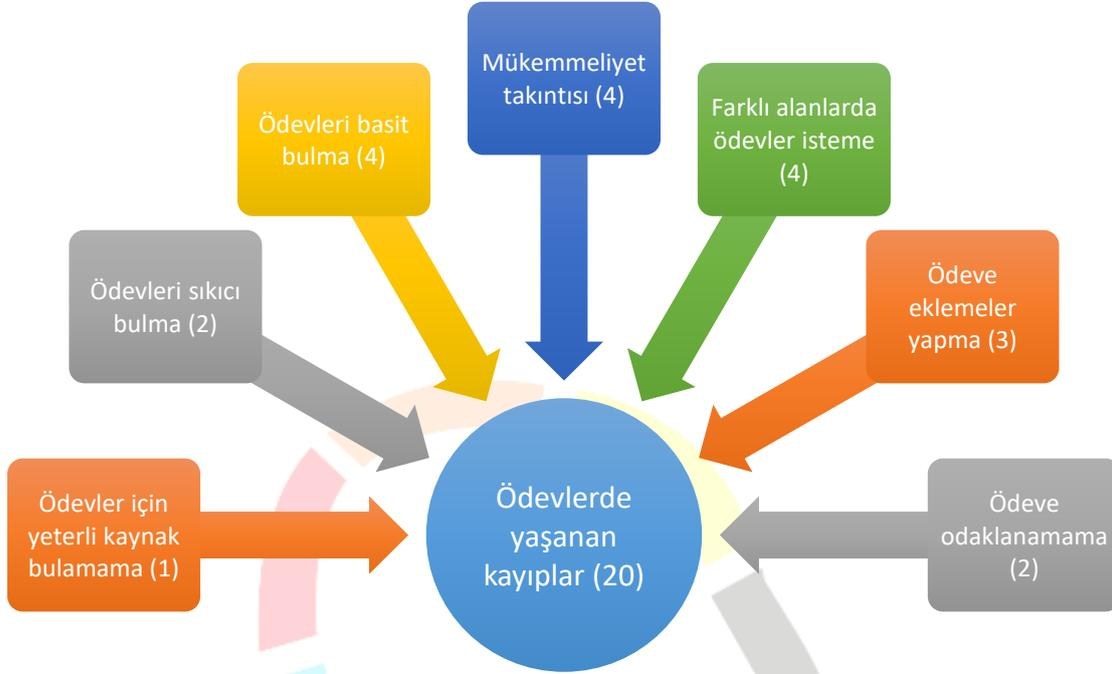 Mükemmeliyet
takıntısı (4)
Ödevleri basit
bulma (4)
Farklı alanlarda
ödevler isteme
(4)
Ödevleri sıkıcı
bulma (2)
Ödeve
eklemeler
yapma (3)
Ödevler için
yeterli kaynak
bulamama (1)
Ödevlerde
yaşanan
kayıplar (20)
Ödeve
odaklanamama
(2)